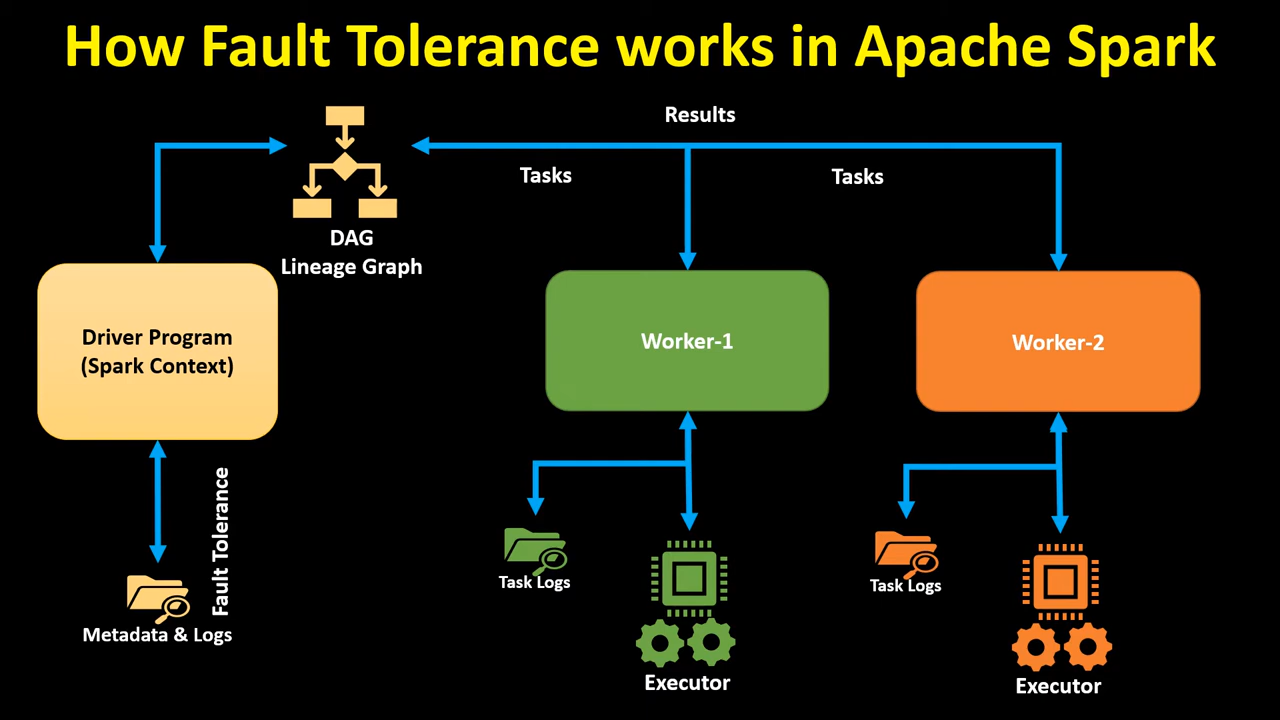 How Fault Tolerance works in Apache Spark
Results
Tasks
Tasks
DAG
Lineage Graph
Driver Program
(Spark Context)
Worker-1
Worker-2
Fault Tolerance
Metadata & Logs
Task Logs
Executor
Task Logs
Executor